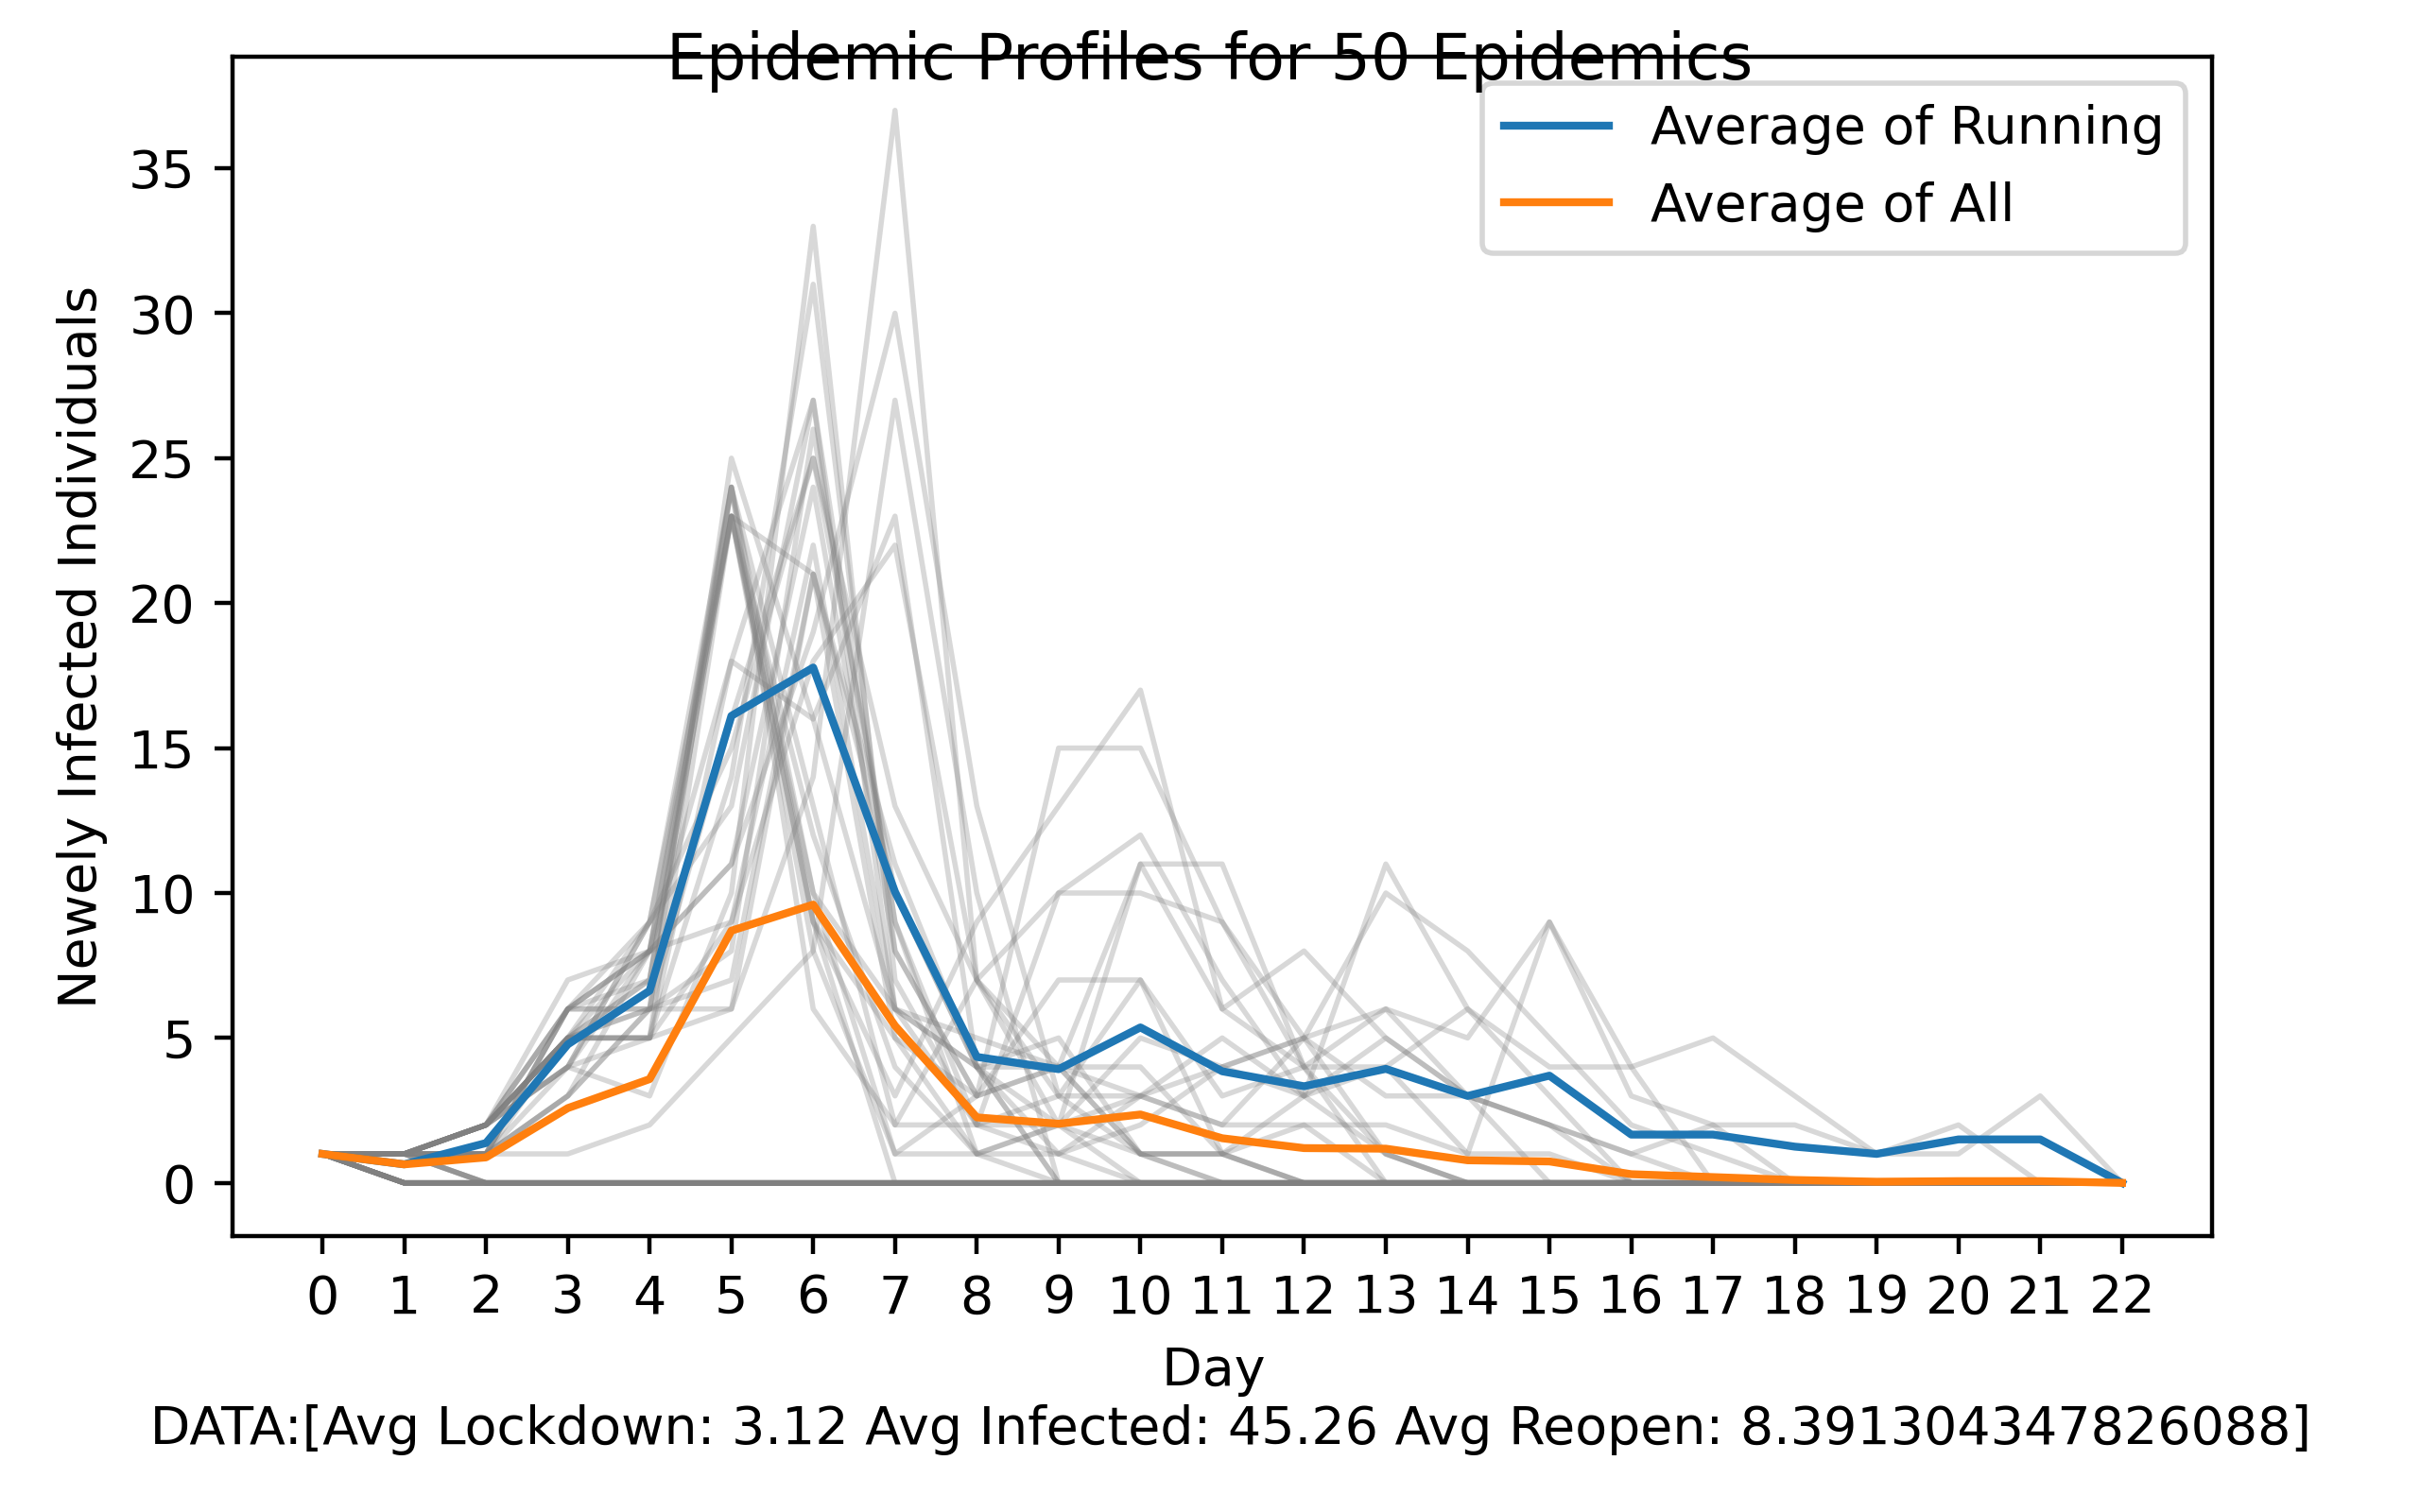 Epidemic Profiles for 50 Epidemics
Average of Running
Average of All
Newly Infected Individuals
35
30
25
20
15
10
5
0
0 1 2 3 4 5 6 7 8 9 10 11 12 13 14 15 16 17 18 19 20 21 22
Day
DATA:[Avg Lockdown: 3.12 Avg Infected: 45.26 Avg Reopen: 8.391304347826088]